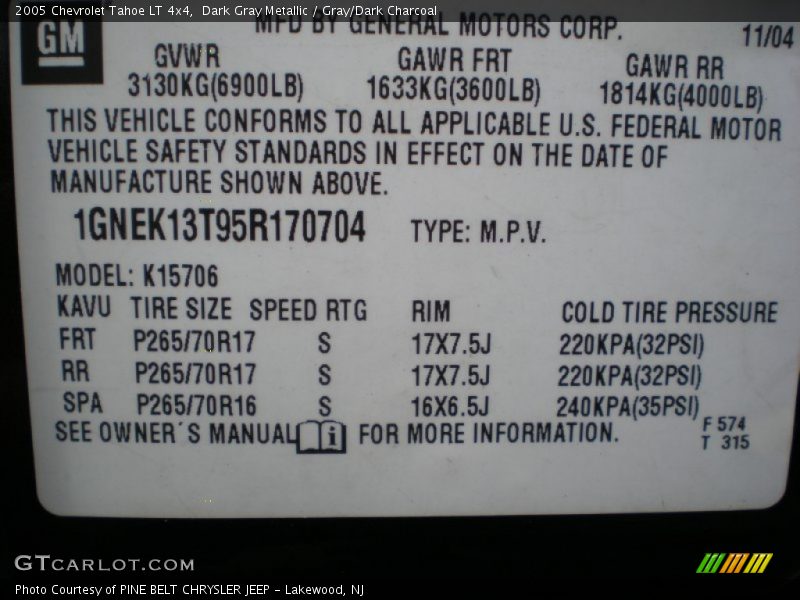 2005 Chevrolet Tahoe LT 4x4,  Dark Gray Metallic / Gray/Dark Charcoal
MFD BY GENERAL MOTORS CORP.
11/04
GM
GVWR GAWR FRT GAWR RR
3130KG(6900LB) 1633KG(3600LB) 1814KG(4000LB)
THIS VEHICLE CONFORMS TO ALL APPLICABLE U.S. FEDERAL MOTOR
VEHICLE SAFETY STANDARDS IN EFFECT ON THE DATE OF
MANUFACTURE SHOWN ABOVE.
1GNEK13T95R170704 TYPE: M.P.V.
MODEL: K15706
KAVU TIRE SIZE SPEED RTG RIM COLD TIRE PRESSURE
FRT P265/70R17 S 17X7.5J 220KPA(32PSI)
RR P265/70R17 S 17X7.5J 220KPA(32PSI)
SPA P265/70R16 S 16X6.5J 240KPA(35PSI)
SEE OWNER´S MANUAL i FOR MORE INFORMATION.
F 574
T 315
GTCARLOT.COM
Photo Courtesy of PINE BELT CHRYSLER JEEP - Lakewood, NJ